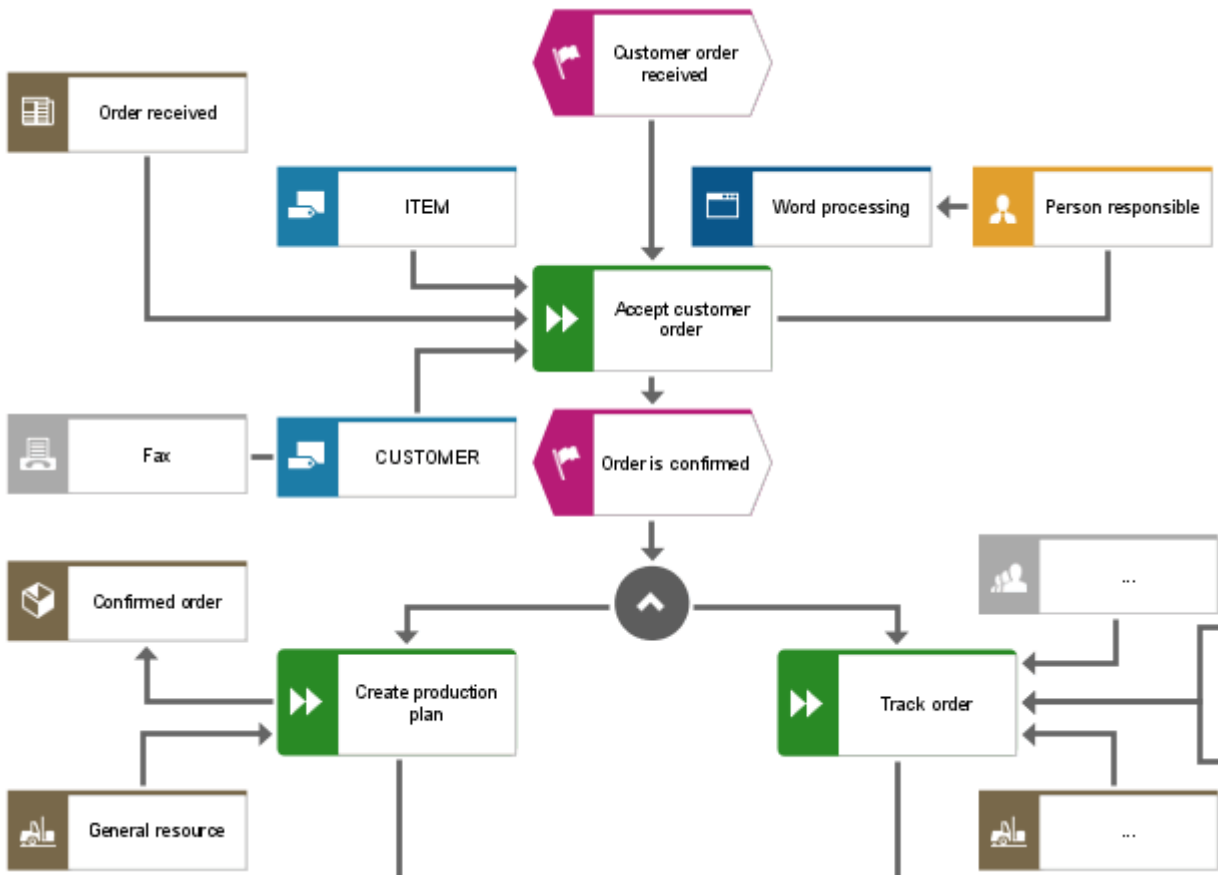 Customer order
received
Order received
ITEM
Word processing
Person responsible
Accept customer
order
Fax
CUSTOMER
Order is confirmed
Confirmed order
...
Create production
plan
Track order
General resource
...